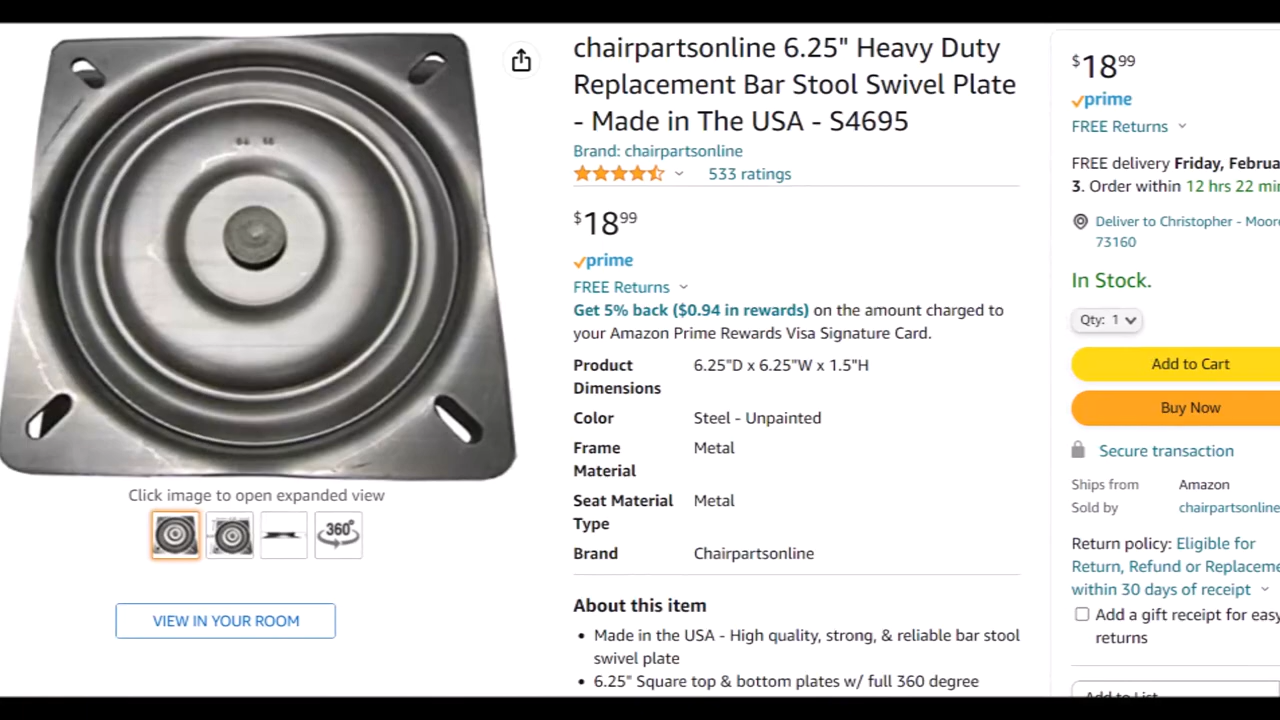 chairpartsonline 6.25" Heavy Duty
Replacement Bar Stool Swivel Plate
- Made in The USA - S4695
Brand: chairpartsonline
533 ratings
$18.99
prime
FREE Returns
Get 5% back ($0.94 in rewards) on the amount charged to
your Amazon Prime Rewards Visa Signature Card.
Product Dimensions 6.25"D x 6.25"W x 1.5"H
Color Steel - Unpainted
Frame Material Metal
Seat Material Type Metal
Brand Chairpartsonline
About this item
• Made in the USA - High quality, strong, & reliable bar stool
swivel plate
• 6.25" Square top & bottom plates w/ full 360 degree
Click image to open expanded view
360°
VIEW IN YOUR ROOM
$18.99
prime
FREE Returns
FREE delivery Friday, Februa
3. Order within 12 hrs 22 min
Deliver to Christopher - Moore
73160
In Stock.
Qty: 1
Add to Cart
Buy Now
Secure transaction
Ships from Amazon
Sold by chairpartsonline
Return policy: Eligible for
Return, Refund or Replaceme
within 30 days of receipt
Add a gift receipt for easy
returns
Add to List